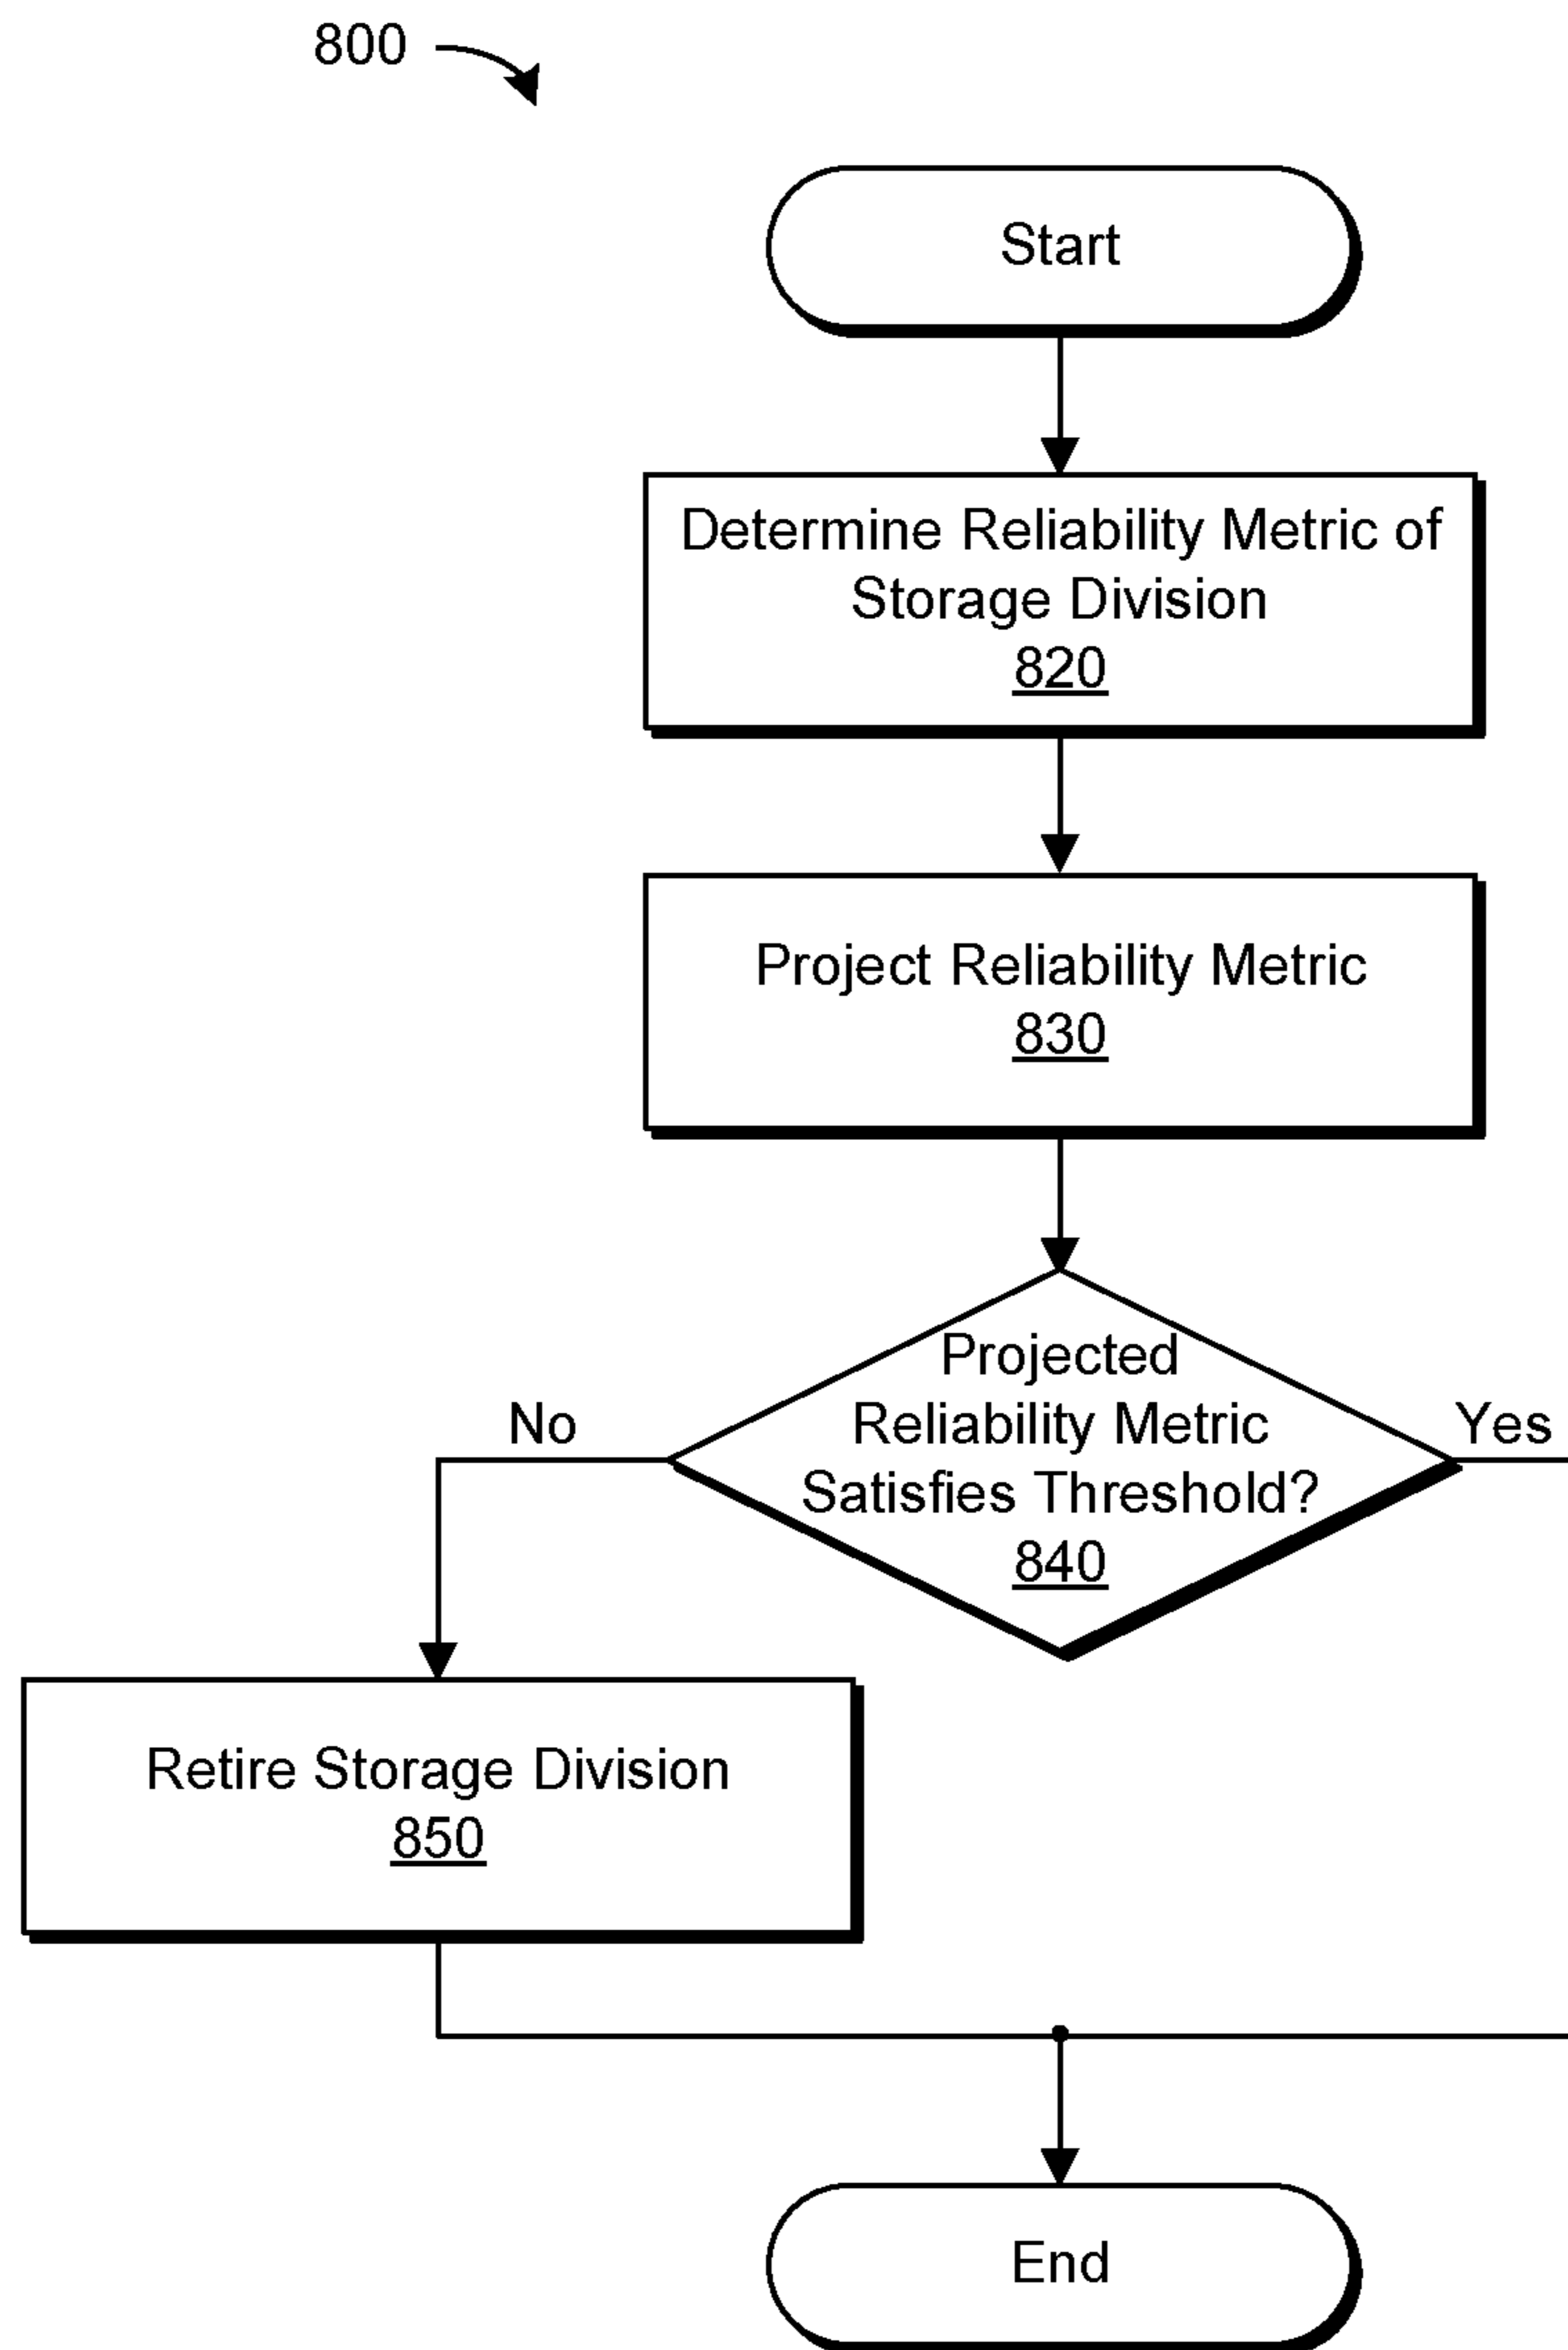 800
Start
Determine Reliability Metric of
Storage Division
820
Project Reliability Metric
830
Projected
Reliability Metric
Satisfies Threshold?
840
No
Yes
Retire Storage Division
850
End